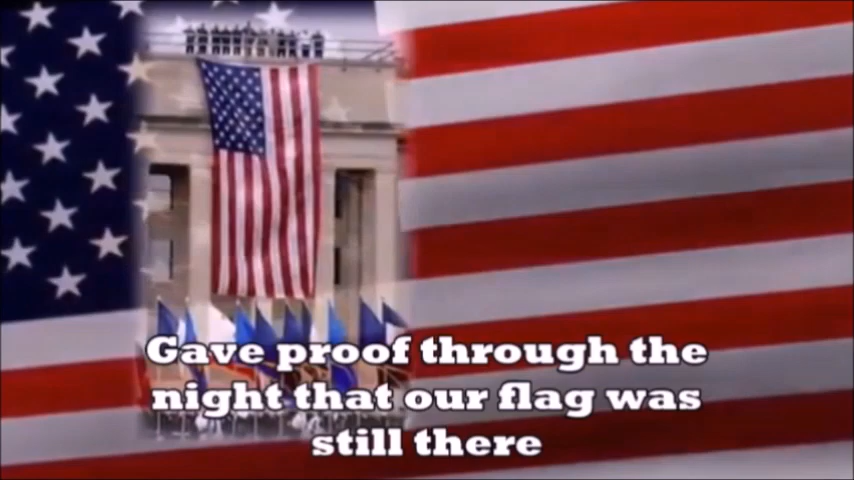 Gave proof through the
night that our flag was
still there